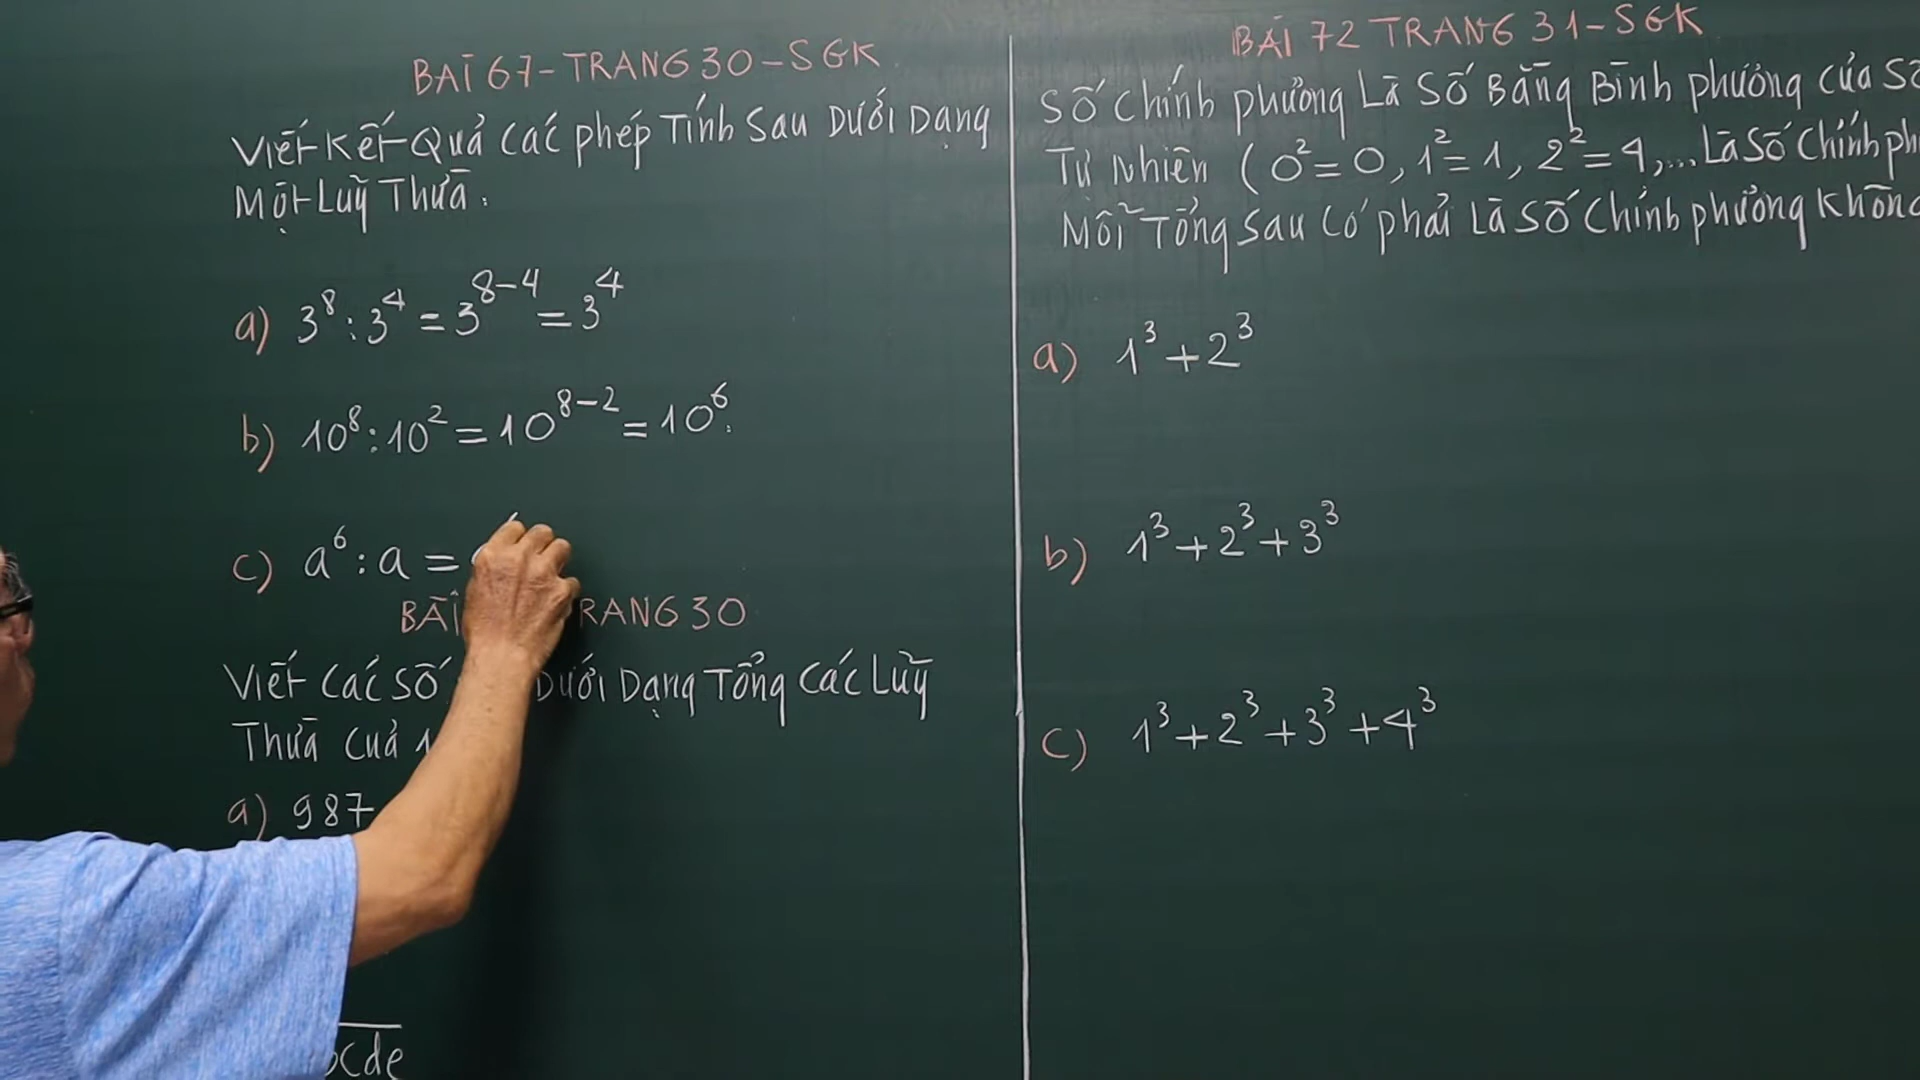 BÀI 67-TRANG 30-SGK
Viết Kết Quả Các phép Tính Sau Dưới Dạng
Một Luỹ Thừa.
a) 3⁸:3⁴=3⁸⁻⁴=3⁴
b) 10⁸:10²=10⁸⁻²=10⁶.
c) a⁶:a=
BÀI TRANG 30
Viết Các Số Dưới Dạng Tổng Các Luỹ
Thừa của
a) 987
cde
BÀI 72 TRANG 31-SGK
Số Chính phương Là Số Bằng Bình phương Của Số
Tự Nhiên (0²=0, 1²=1, 2²=4,... Là Số Chính
Mỗi Tổng Sau Có phải Là Số Chính phương Không
a) 1³+2³
b) 1³+2³+3³
c) 1³+2³+3³+4³